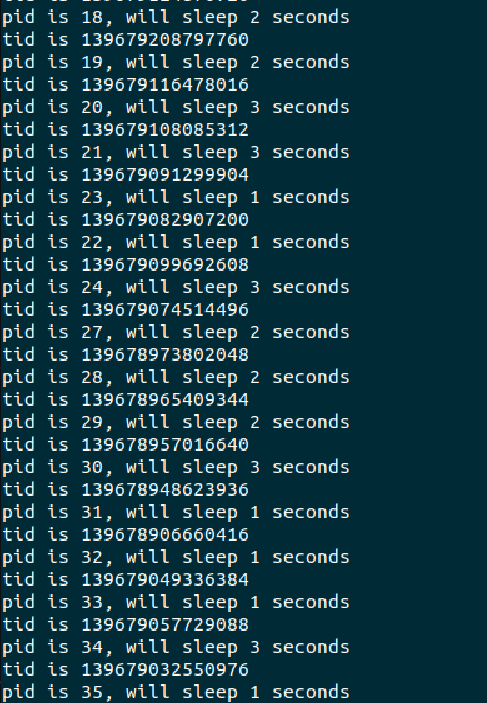 pid is 18, will sleep 2 seconds
tid is 139679208797760
pid is 19, will sleep 2 seconds
tid is 139679116478016
pid is 20, will sleep 3 seconds
tid is 139679108085312
pid is 21, will sleep 3 seconds
tid is 139679091299904
pid is 23, will sleep 1 seconds
tid is 139679082907200
pid is 22, will sleep 1 seconds
tid is 139679099692608
pid is 24, will sleep 3 seconds
tid is 139679074514496
pid is 27, will sleep 2 seconds
tid is 139678973802048
pid is 28, will sleep 2 seconds
tid is 139678965409344
pid is 29, will sleep 2 seconds
tid is 139678957016640
pid is 30, will sleep 3 seconds
tid is 139678948623936
pid is 31, will sleep 1 seconds
tid is 139678906660416
pid is 32, will sleep 1 seconds
tid is 139679049336384
pid is 33, will sleep 1 seconds
tid is 139679057729088
pid is 34, will sleep 3 seconds
tid is 139679032550976
pid is 35, will sleep 1 seconds